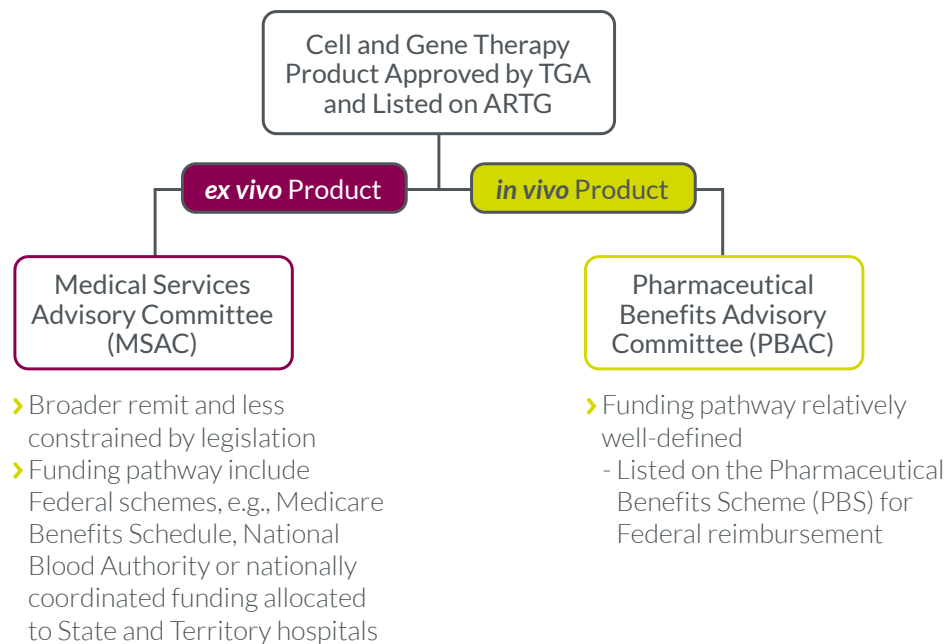 Cell and Gene Therapy
Product Approved by TGA
and Listed on ARTG
ex vivo Product
in vivo Product
Medical Services
Advisory Committee
(MSAC)
Pharmaceutical
Benefits Advisory
Committee (PBAC)
Broader remit and less
constrained by legislation
Funding pathway include
Federal schemes, e.g., Medicare
Benefits Schedule, National
Blood Authority or nationally
coordinated funding allocated
to State and Territory hospitals
Funding pathway relatively
well-defined
- Listed on the Pharmaceutical
Benefits Scheme (PBS) for
Federal reimbursement